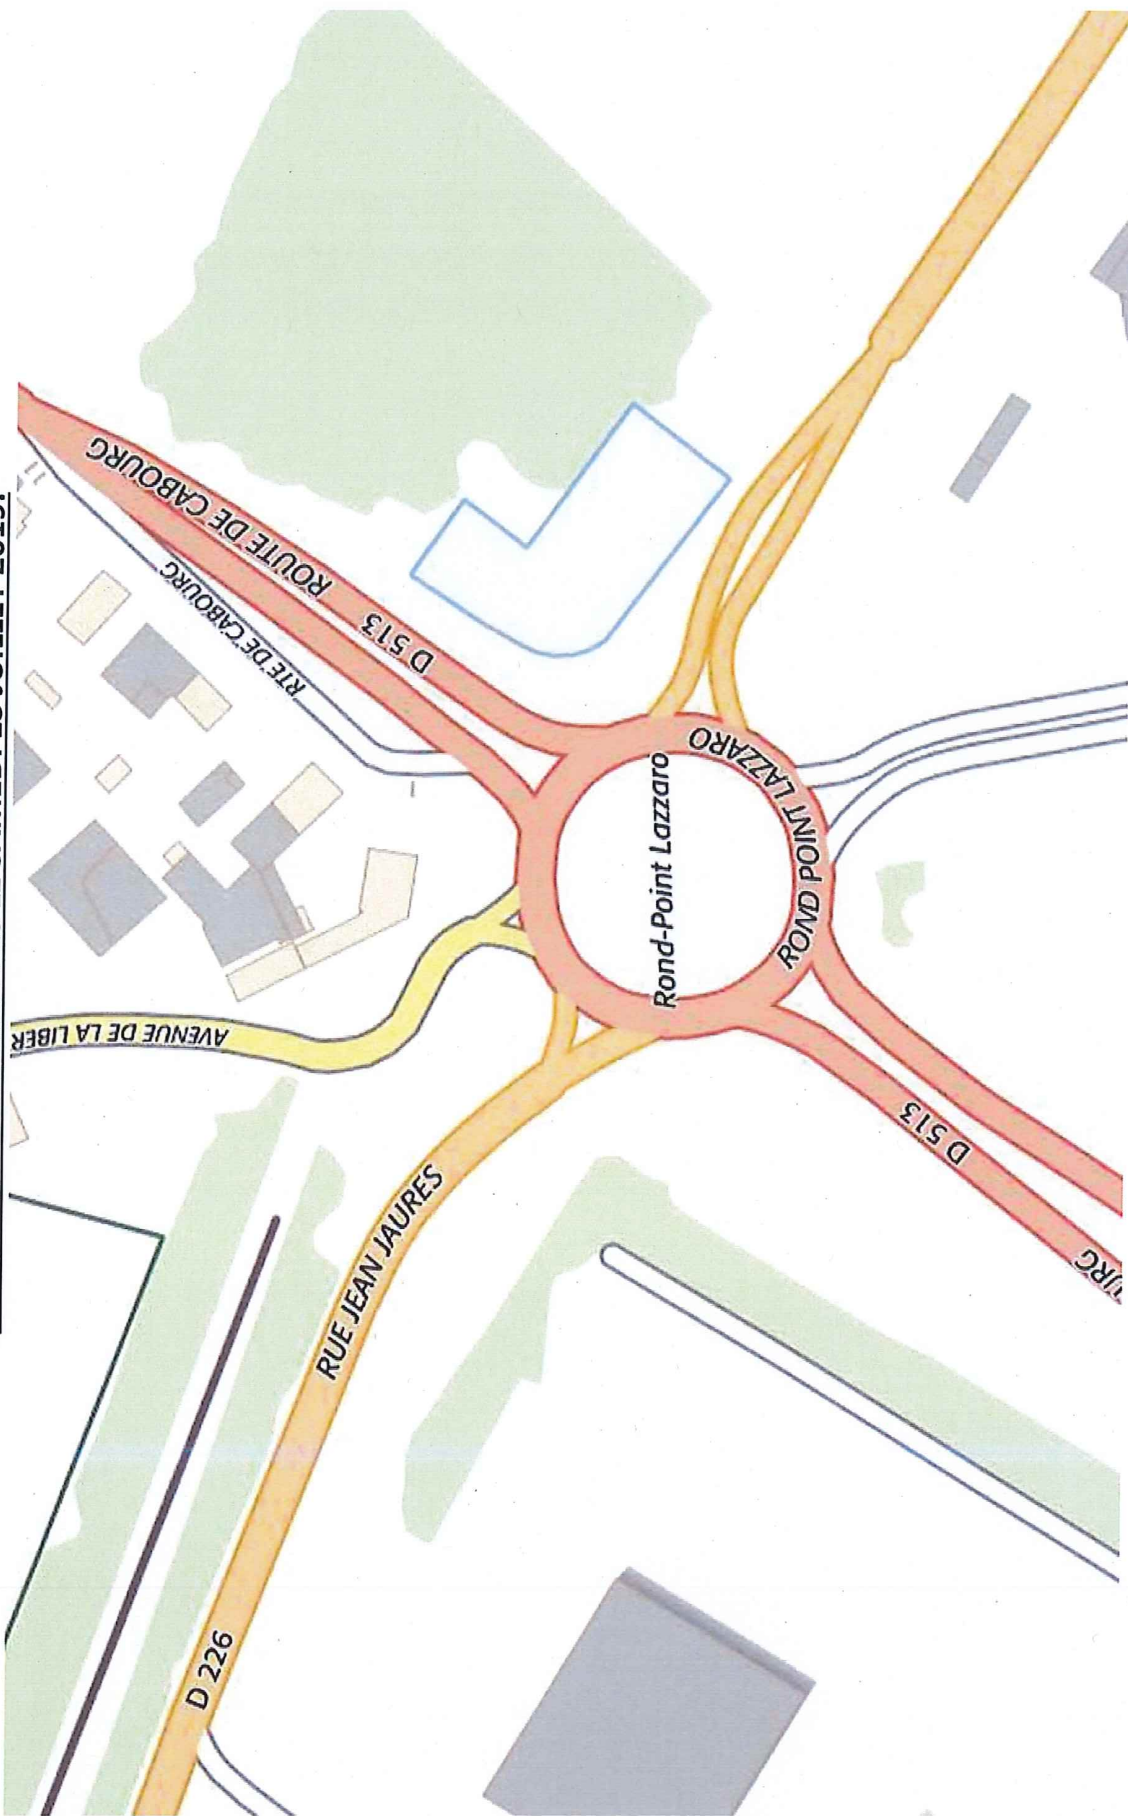 ROUTE DE CABOURG
D 513
RTE DE CABOURG
ROND POINT LAZZARO
Rond-Point Lazzaro
AVENUE DE LA LIBER
RUE JEAN JAURES
D 513
URG
D 226